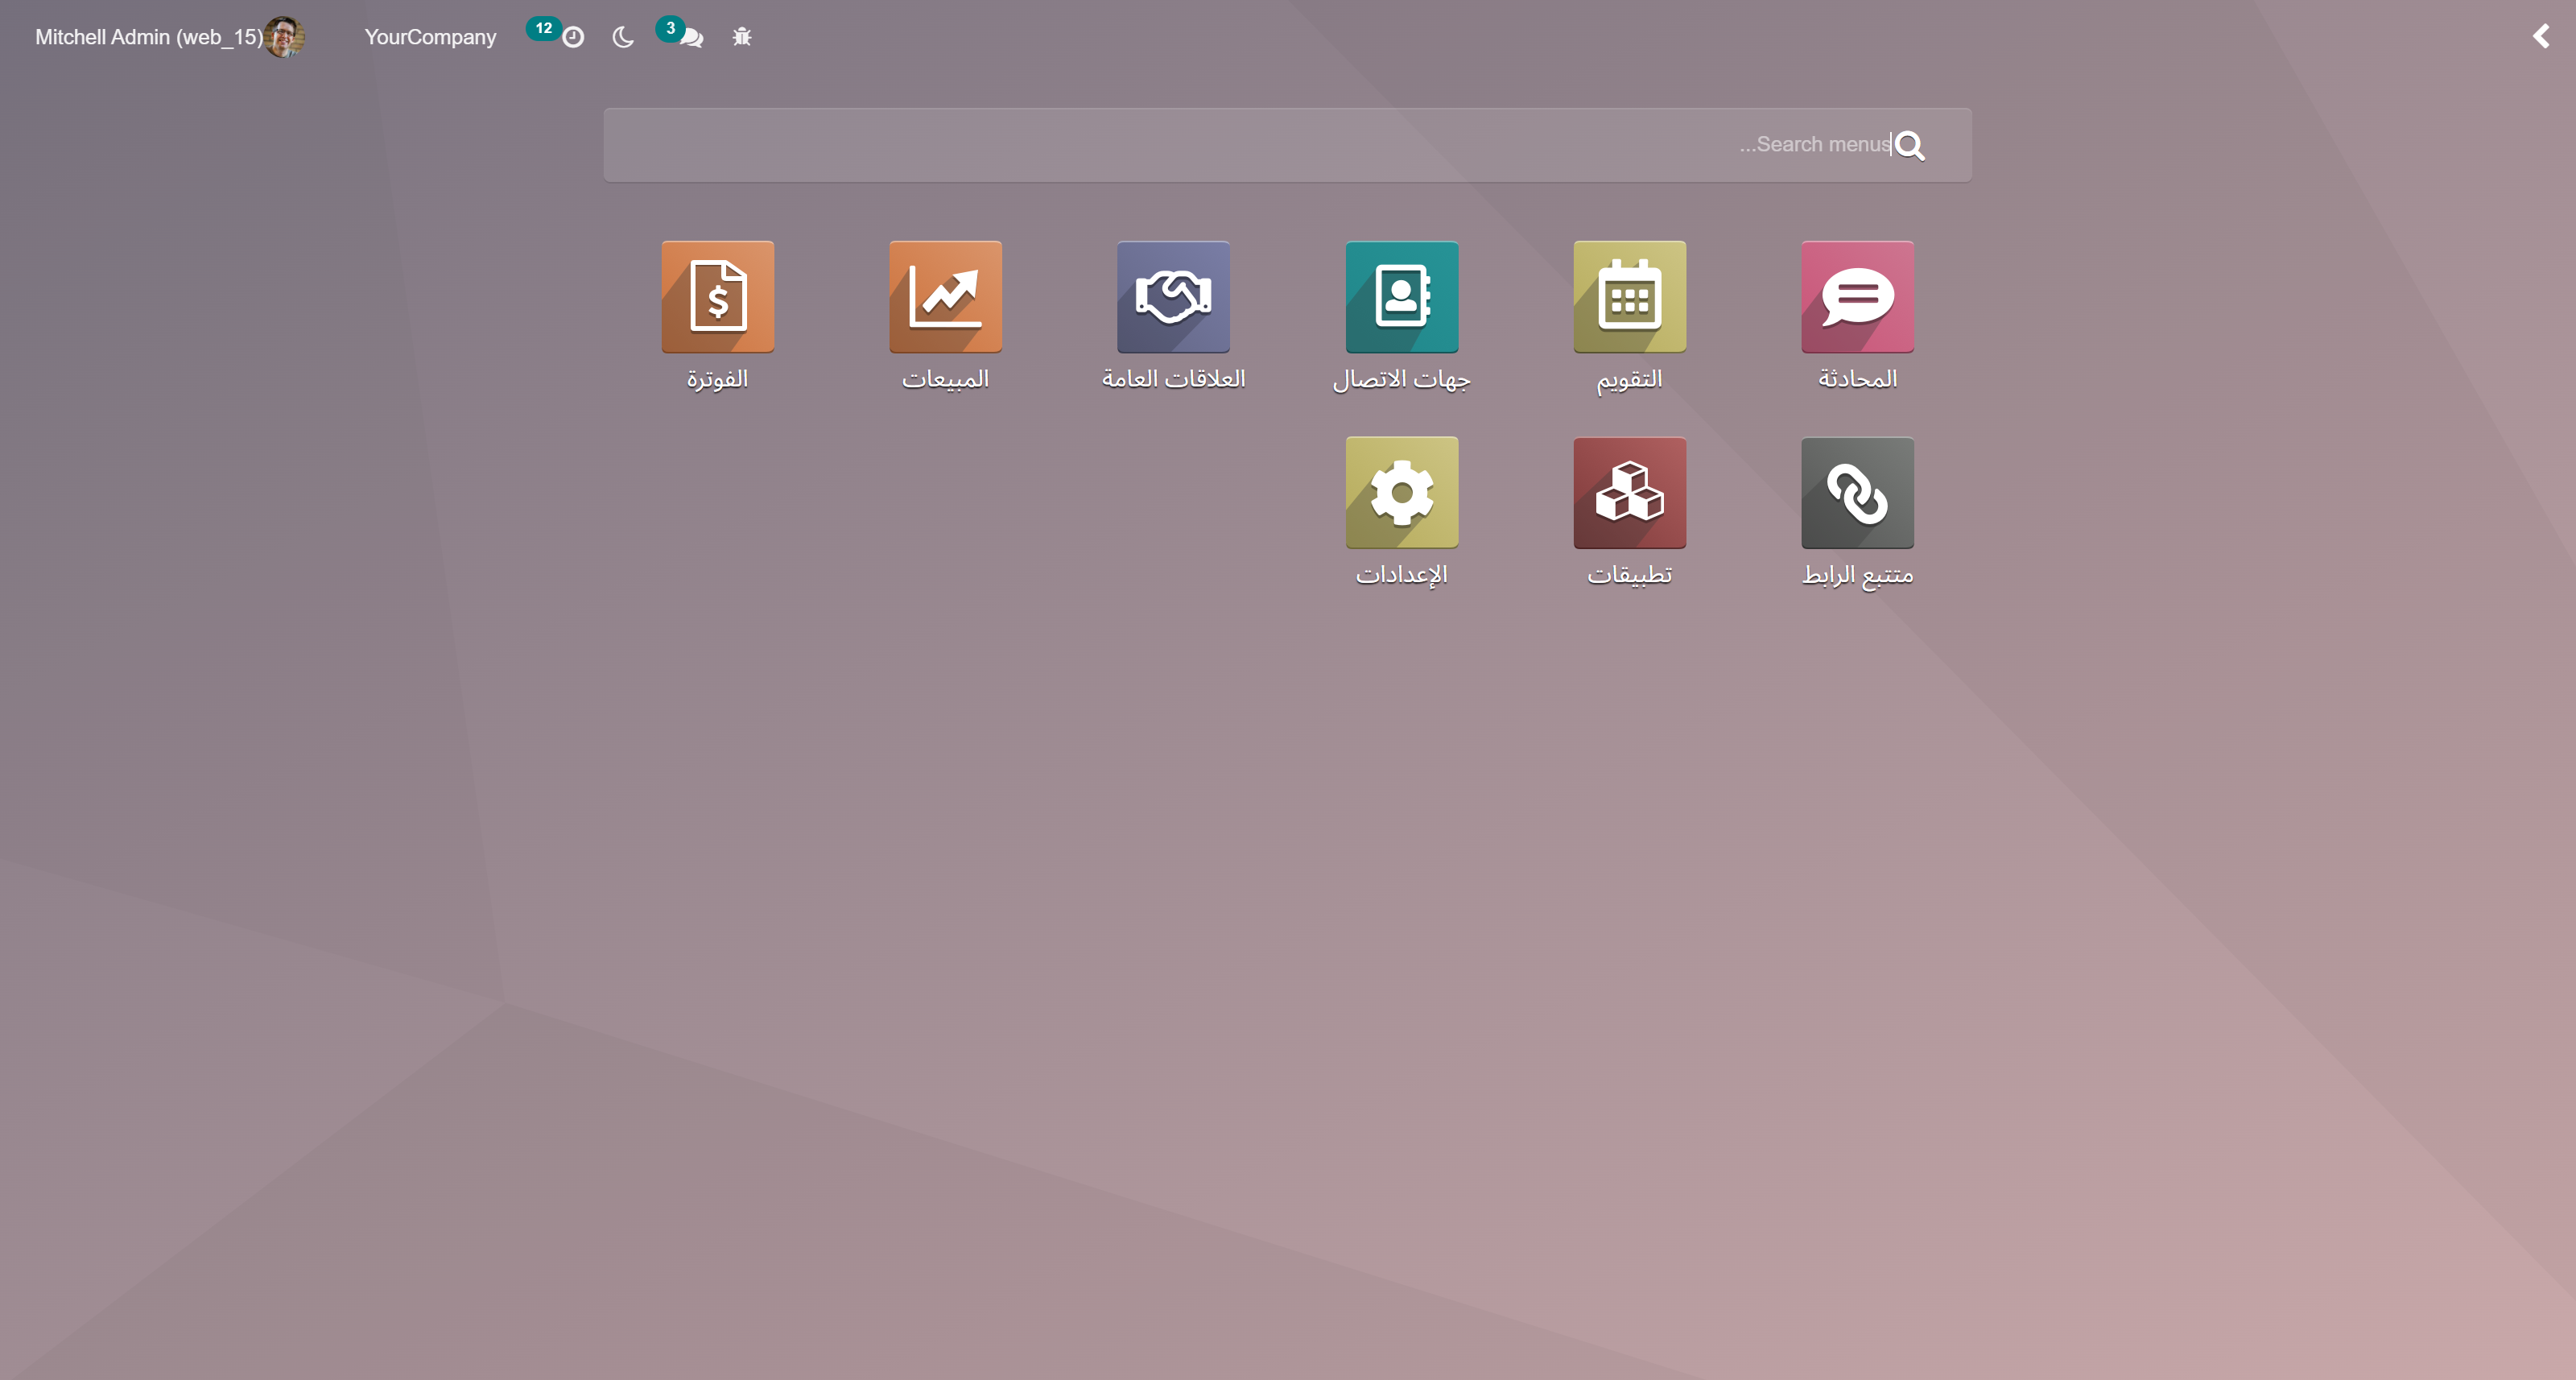 Mitchell Admin (web_15)
YourCompany
12
3
Search menus...
المحادثة
التقويم
جهات الاتصال
العلاقات العامة
المبيعات
الفوترة
متتبع الرابط
تطبيقات
الإعدادات